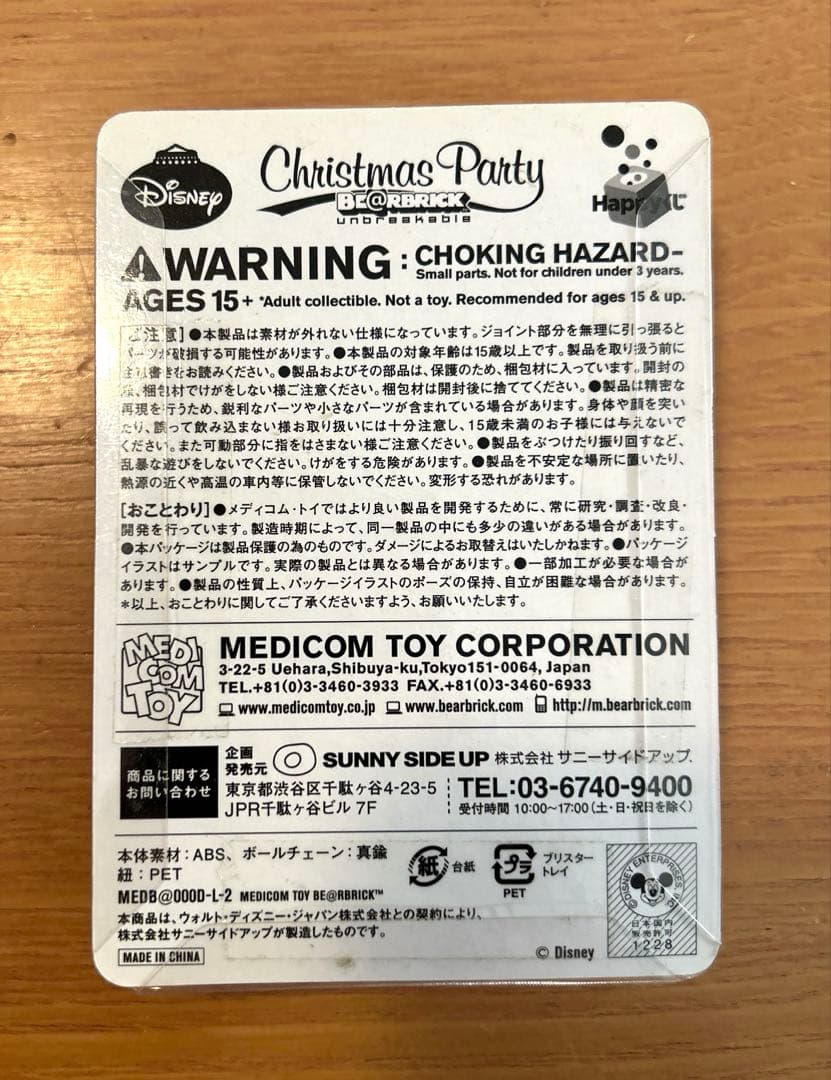 Disney
Christmas Party
BE@RBRICK
unbreakable
Happyくじ
WARNING : CHOKING HAZARD-
Small parts. Not for children under 3 years.
AGES 15+ *Adult collectible. Not a toy. Recommended for ages 15 & up.
[ご注意]●本製品は素材が外れない仕様になっています。ジョイント部分を無理に引っ張ると
パーツが破損する可能性があります。●本製品の対象年齢は15歳以上です。製品を取り扱う前に
注意書きをお読みください。●製品およびその部品は、保護のため、梱包材に入っています。開封の
際、梱包材でけがをしない様ご注意ください。梱包材は開封後に捨ててください。●製品は精密な
再現を行うため、鋭利なパーツや小さなパーツが含まれている場合があります。身体や顔を突い
たり、誤って飲み込まない様お取り扱いには十分注意し、15歳未満のお子様には与えないで
ください。また可動部分に指をはさまない様ご注意ください。●製品をぶつけたり振り回すなど、
乱暴な遊びをしないでください。けがをする危険があります。●製品を不安定な場所に置いたり、
熱源の近くや高温の車内等に保管しないでください。変形する恐れがあります。
[おことわり]●メディコム・トイではより良い製品を開発するために、常に研究・調査・改良・
開発を行っています。製造時期によって、同一製品の中にも多少の違いがある場合があります。
●本パッケージは製品保護の為のものです。ダメージによるお取替えはいたしかねます。●パッケージ
イラストはサンプルです。実際の製品とは異なる場合があります。●一部加工が必要な場合が
あります。●製品の性質上、パッケージイラストのポーズの保持、自立が困難な場合があります。
*以上、おことわりに関してご了承くださいますよう、お願いいたします。
MEDICOM TOY
MEDICOM TOY CORPORATION
3-22-5 Uehara,Shibuya-ku,Tokyo151-0064, Japan
TEL.+81(0)3-3460-3933 FAX.+81(0)3-3460-6933
www.medicomtoy.co.jp www.bearbrick.com http://m.bearbrick.com
商品に関する
お問い合わせ
企画
発売元
SUNNY SIDE UP 株式会社 サニーサイドアップ.
東京都渋谷区千駄ヶ谷4-23-5
JPR千駄ヶ谷ビル 7F
TEL:03-6740-9400
受付時間 10:00~17:00(土・日・祝日を除く)
本体素材:ABS、ボールチェーン:真鍮
紐:PET
紙 台紙
プラ PET
ブリスター
トレイ
MEDB@000D-L-2 MEDICOM TOY BE@RBRICK™
本商品は、ウォルト・ディズニー・ジャパン株式会社との契約により、
株式会社サニーサイドアップが製造したものです。
MADE IN CHINA
© Disney
©DISNEY ENTERPRISES, INC.
日本国内
販売許可
1228